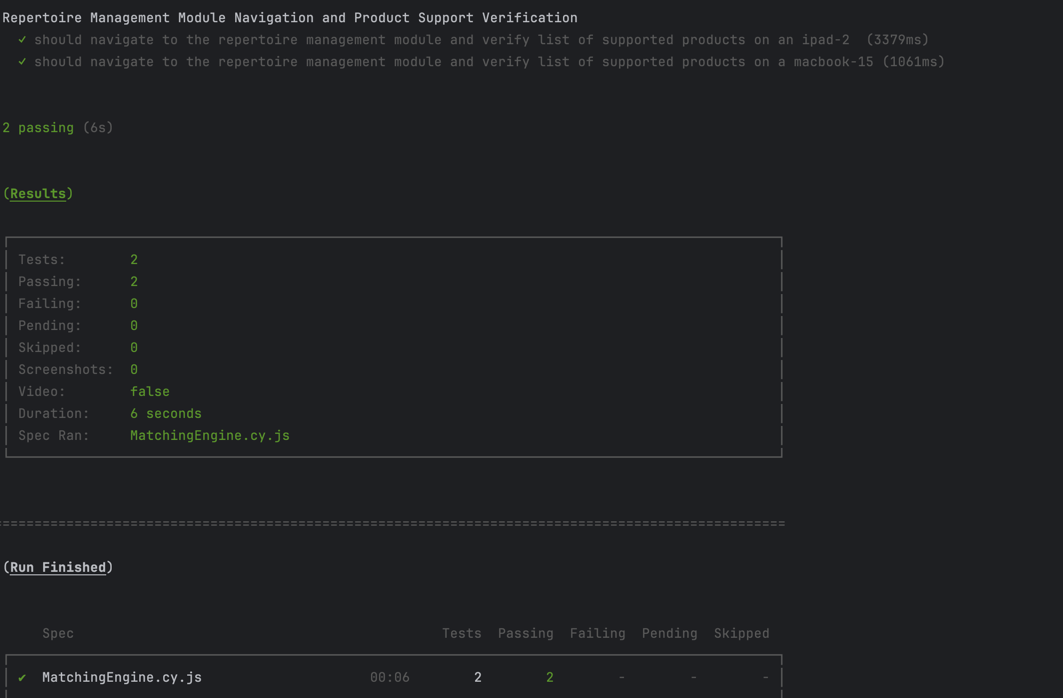 Repertoire Management Module Navigation and Product Support Verification
✓ should navigate to the repertoire management module and verify list of supported products on an ipad-2 (3379ms)
✓ should navigate to the repertoire management module and verify list of supported products on a macbook-15 (1061ms)
2 passing (6s)
(Results)
Tests: 2
Passing: 2
Failing: 0
Pending: 0
Skipped: 0
Screenshots: 0
Video: false
Duration: 6 seconds
Spec Ran: MatchingEngine.cy.js
====================================================================================================
(Run Finished)
Spec Tests Passing Failing Pending Skipped
✔ MatchingEngine.cy.js 00:06 2 2 - - -